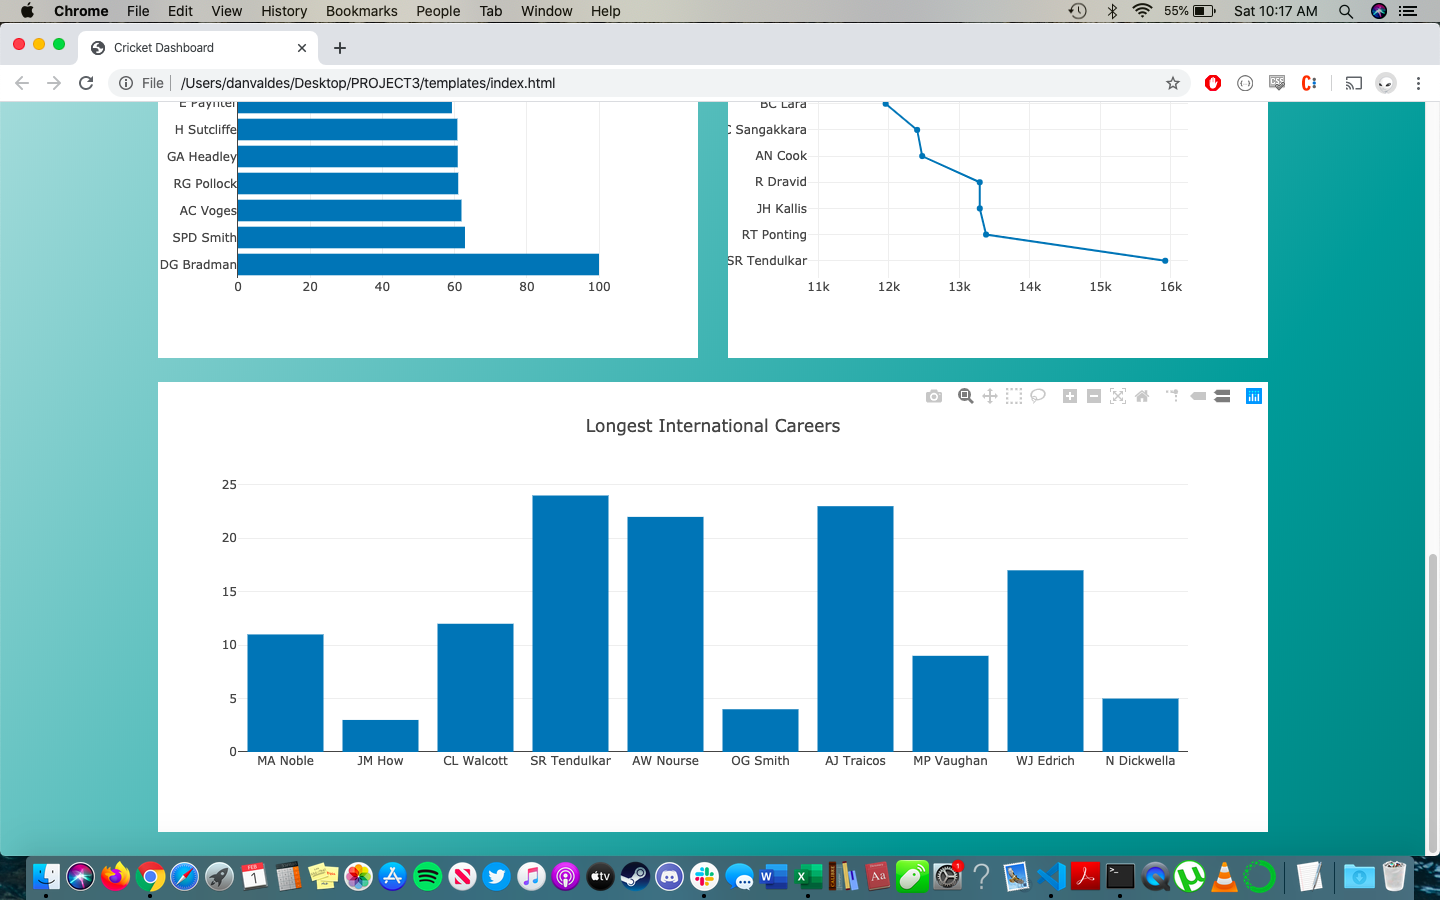 Chrome File Edit View History Bookmarks People Tab Window Help 55% Sat 10:17 AM
Cricket Dashboard
File /Users/danvaldes/Desktop/PROJECT3/templates/index.html
E Paynter
H Sutcliffe
GA Headley
RG Pollock
AC Voges
SPD Smith
DG Bradman
0 20 40 60 80 100
BC Lara
C Sangakkara
AN Cook
R Dravid
JH Kallis
RT Ponting
SR Tendulkar
11k 12k 13k 14k 15k 16k
Longest International Careers
25
20
15
10
5
0
MA Noble JM How CL Walcott SR Tendulkar AW Nourse OG Smith AJ Traicos MP Vaughan WJ Edrich N Dickwella